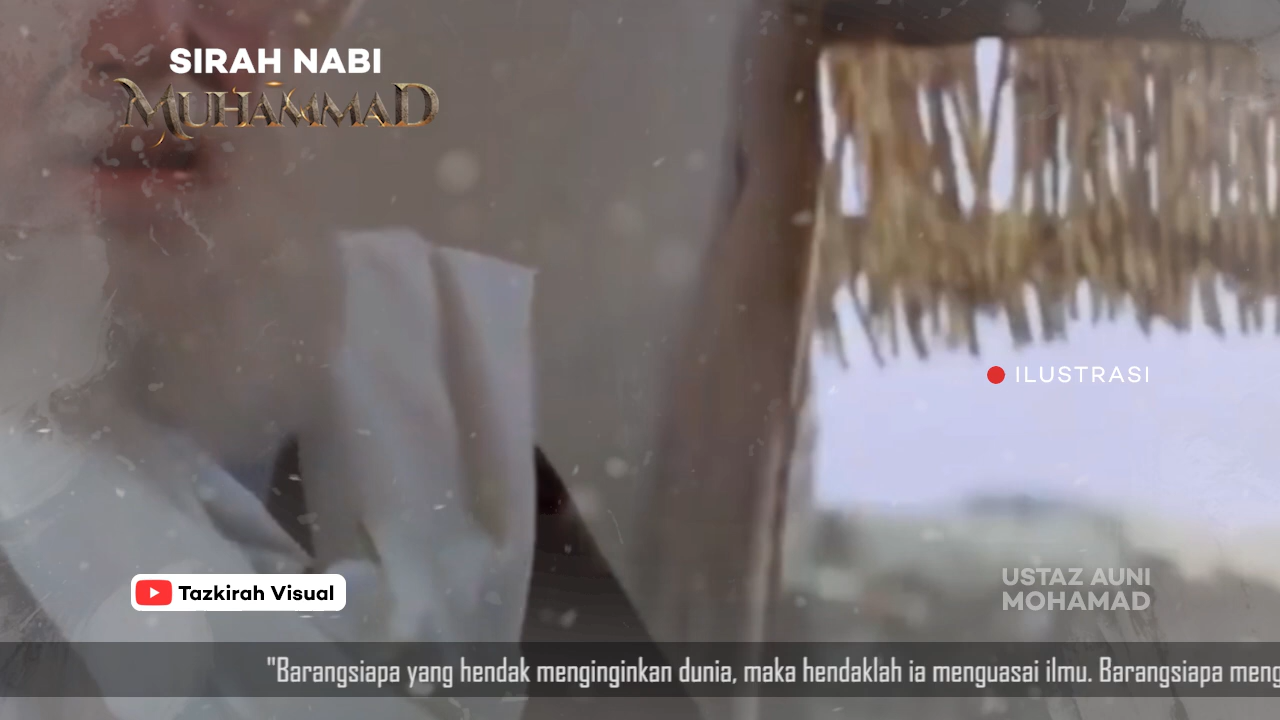 SIRAH NABI
MUHAMMAD
ILUSTRASI
Tazkirah Visual
USTAZ AUNI
MOHAMAD
"Barangsiapa yang hendak menginginkan dunia, maka hendaklah ia menguasai ilmu. Barangsiapa meng